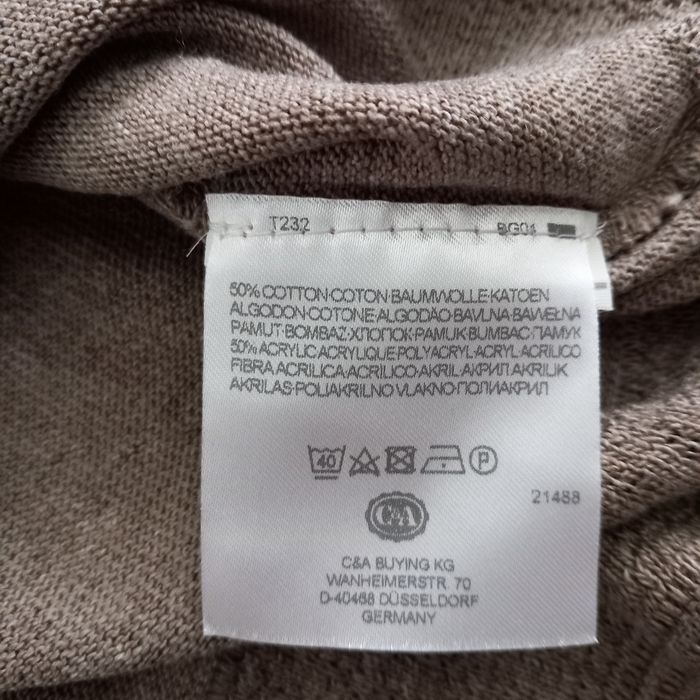 T232 BG04
50% COTTON·COTON·BAUMWOLLE·KATOEN
ALGODON·COTONE·ALGODÃO·BAVLNA·BAWEŁNA
PAMUT·BOMBAŽ·ХЛОПОК·PAMUK·BUMBAC·ПАМУК
50% ACRYLIC·ACRYLIQUE·POLYACRYL·ACRYL·ACRILICO
FIBRA ACRILICA·ACRILICO·AKRIL·АКРИЛ·AKRILIK
AKRILAS·POLIAKRILNO VLAKNO·ПОЛИАКРИЛ
40 P
21488
C&A
C&A BUYING KG
WANHEIMERSTR. 70
D-40468 DÜSSELDORF
GERMANY